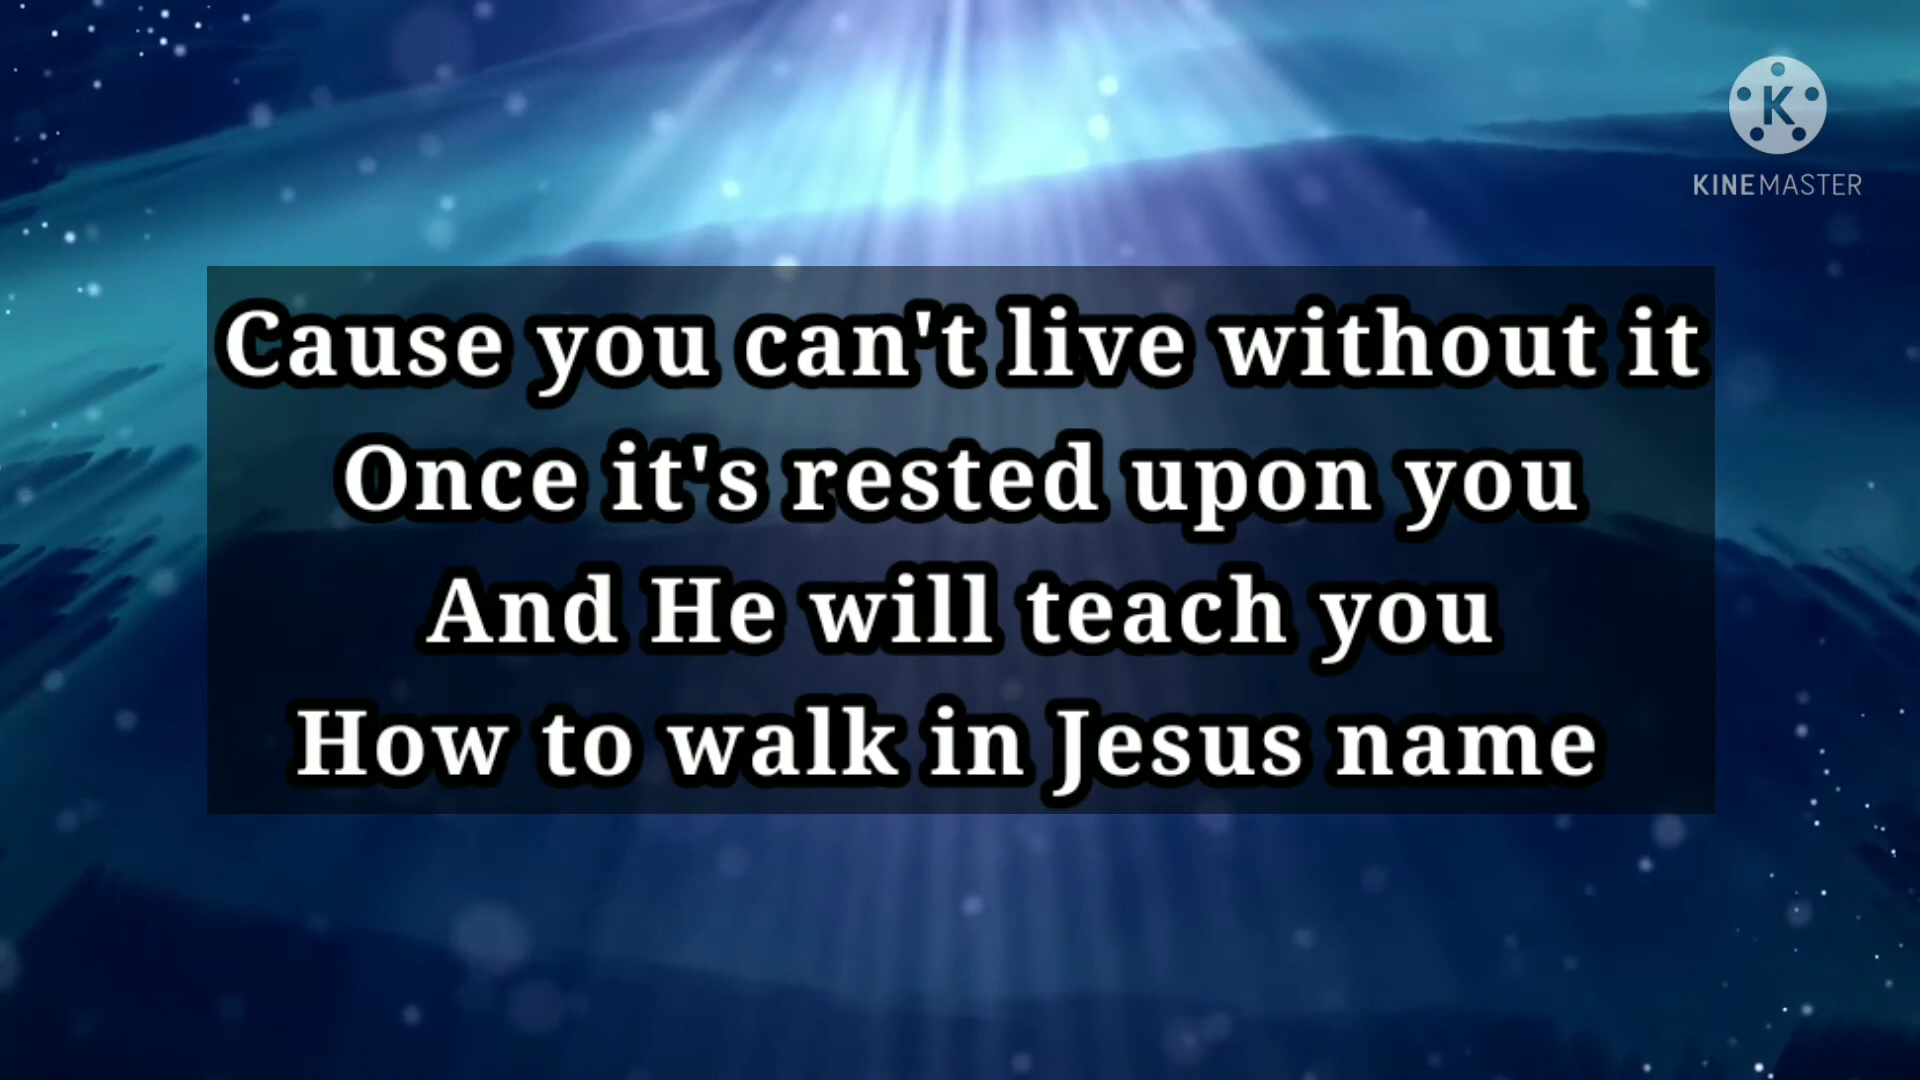 K
KINEMASTER
Cause you can't live without it
Once it's rested upon you
And He will teach you
How to walk in Jesus name